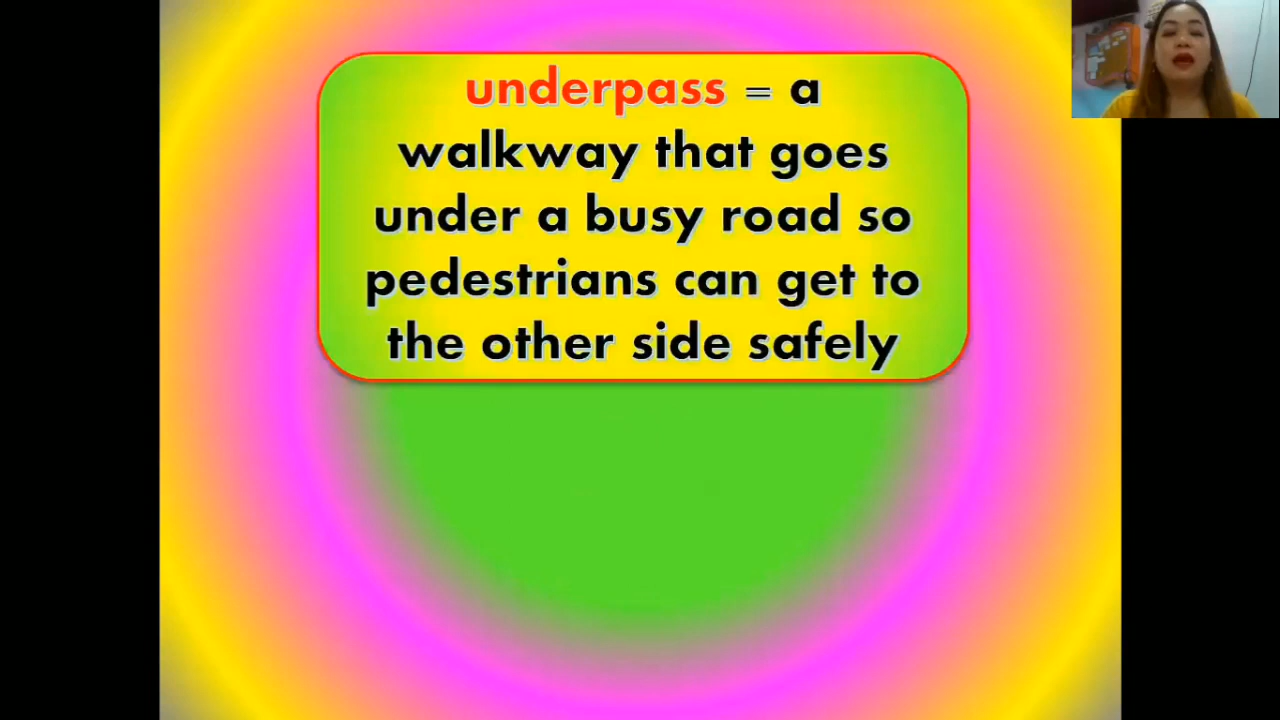 underpass = a
walkway that goes
under a busy road so
pedestrians can get to
the other side safely